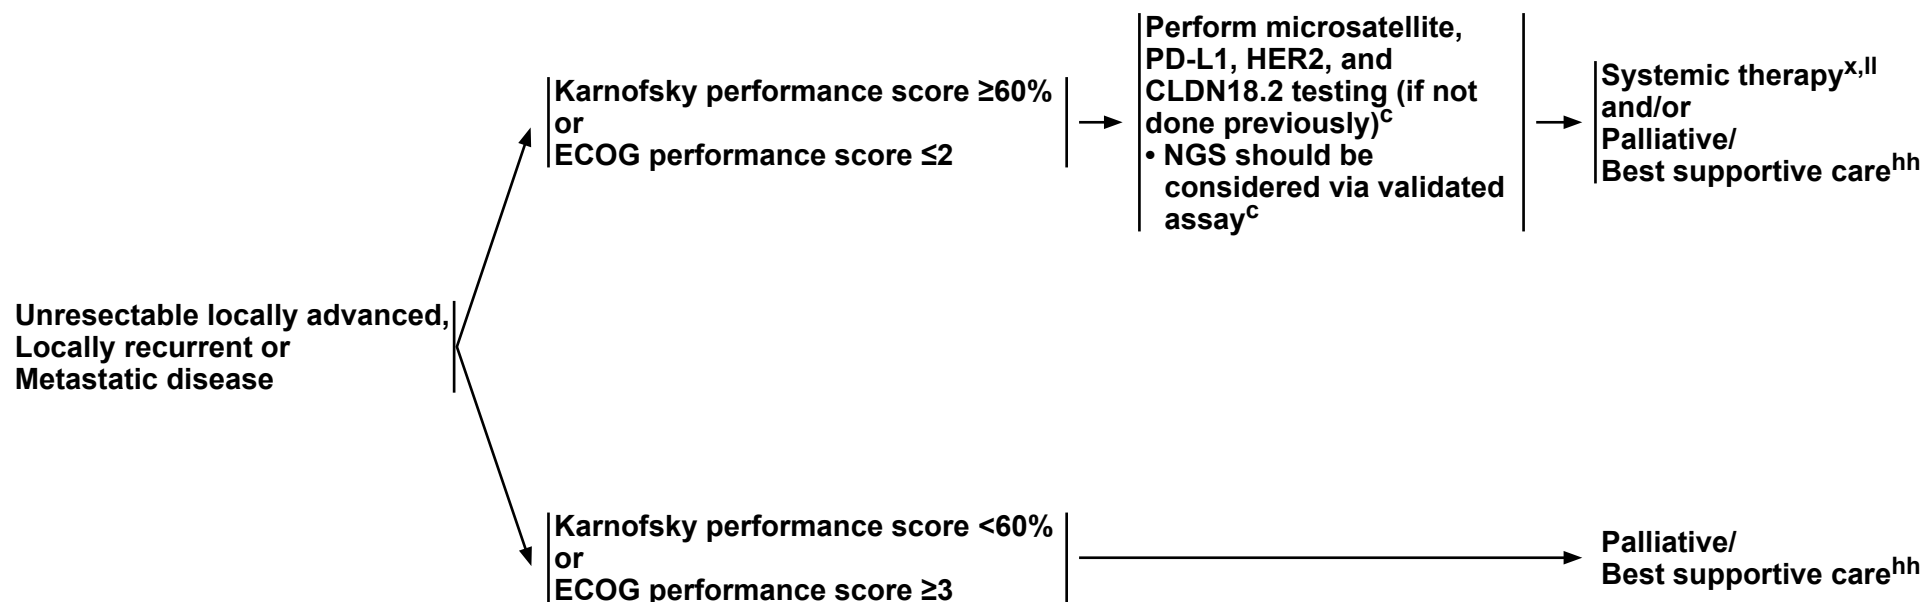 Unresectable locally advanced,
Locally recurrent or
Metastatic disease
Karnofsky performance score ≥60%
or
ECOG performance score ≤2
Perform microsatellite,
PD-L1, HER2, and
CLDN18.2 testing (if not
done previously)c
• NGS should be
considered via validated
assayc
Systemic therapyx,ll
and/or
Palliative/
Best supportive carehh
Karnofsky performance score <60%
or
ECOG performance score ≥3
Palliative/
Best supportive carehh